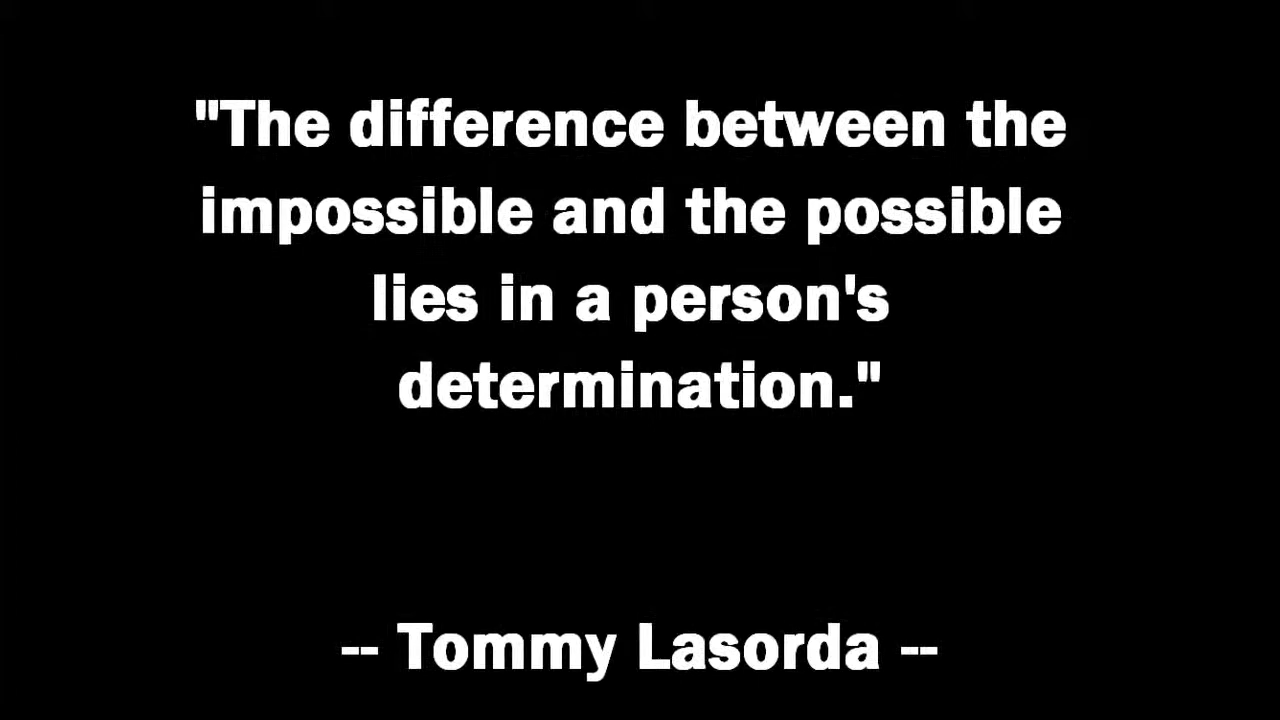 "The difference between the
impossible and the possible
lies in a person's
determination."
-- Tommy Lasorda --